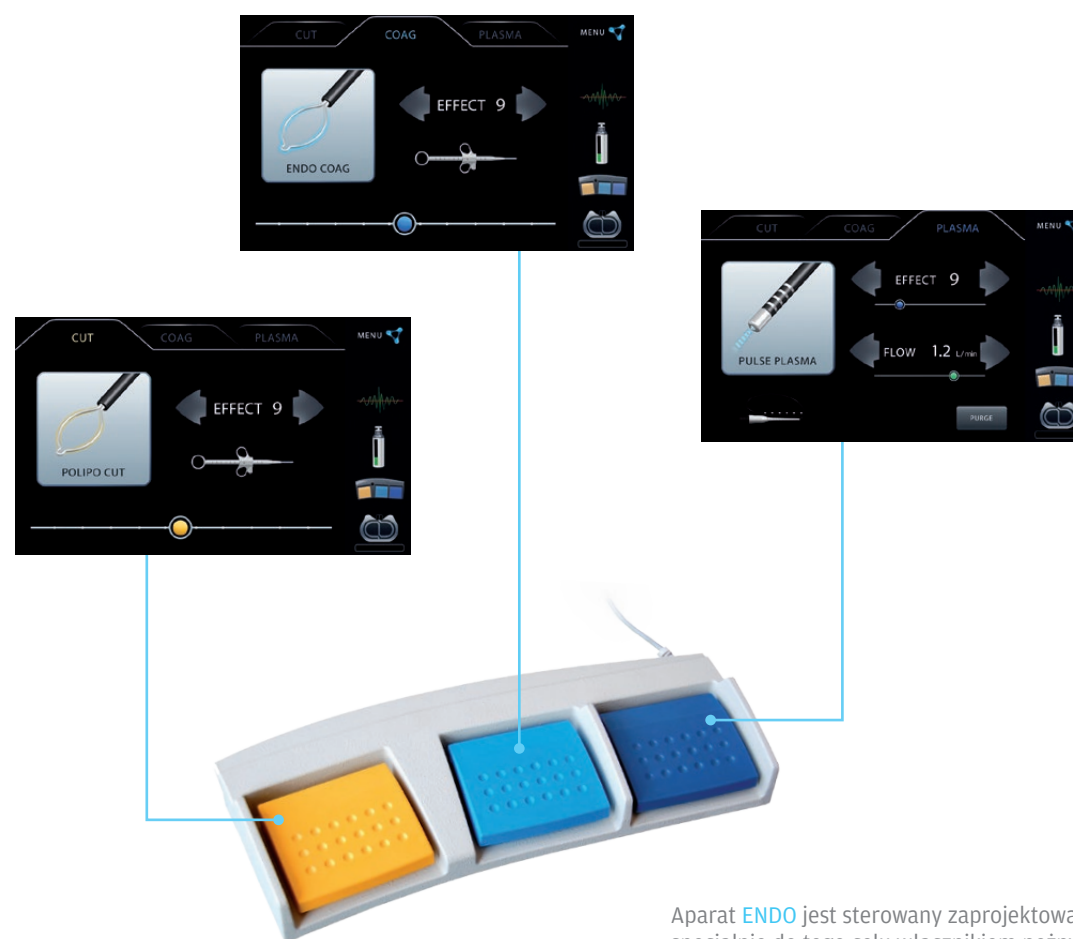 CUT COAG PLASMA MENU
EFFECT 9
ENDO COAG
CUT COAG PLASMA MENU
EFFECT 9
PULSE PLASMA
FLOW 1.2 L/min
PURGE
CUT COAG PLASMA MENU
EFFECT 9
POLIPO CUT
Aparat ENDO jest sterowany